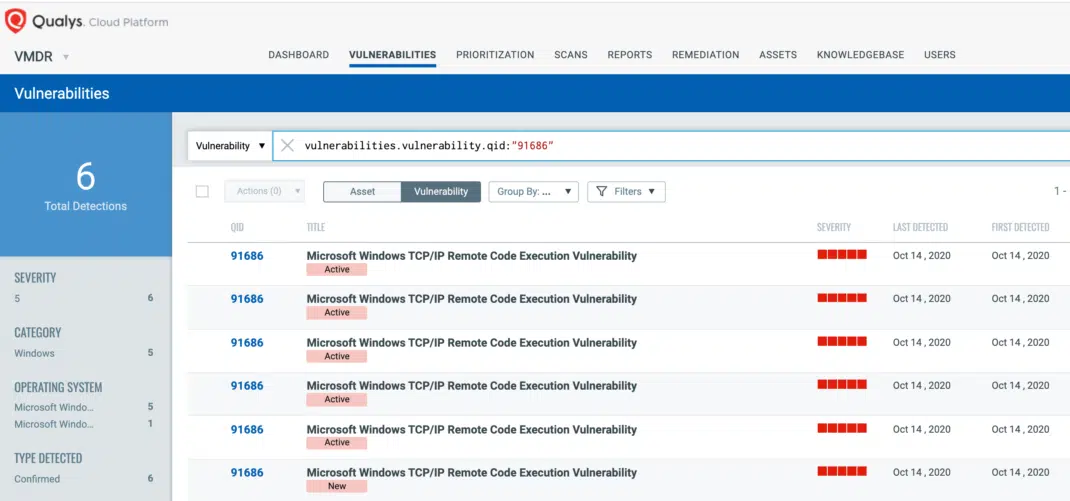 Qualys. Cloud Platform
VMDR
DASHBOARD VULNERABILITIES PRIORITIZATION SCANS REPORTS REMEDIATION ASSETS KNOWLEDGEBASE USERS
Vulnerabilities
6
Total Detections
Vulnerability vulnerabilities.vulnerability.qid:"91686"
Actions (0) Asset Vulnerability Group By: ... Filters 1 -
QID TITLE SEVERITY LAST DETECTED FIRST DETECTED
91686 Microsoft Windows TCP/IP Remote Code Execution Vulnerability Oct 14, 2020 Oct 14, 2020
Active
91686 Microsoft Windows TCP/IP Remote Code Execution Vulnerability Oct 14, 2020 Oct 14, 2020
Active
91686 Microsoft Windows TCP/IP Remote Code Execution Vulnerability Oct 14, 2020 Oct 14, 2020
Active
91686 Microsoft Windows TCP/IP Remote Code Execution Vulnerability Oct 14, 2020 Oct 14, 2020
Active
91686 Microsoft Windows TCP/IP Remote Code Execution Vulnerability Oct 14, 2020 Oct 14, 2020
Active
91686 Microsoft Windows TCP/IP Remote Code Execution Vulnerability Oct 14, 2020 Oct 14, 2020
New
SEVERITY
5 6
CATEGORY
Windows 5
OPERATING SYSTEM
Microsoft Windo... 5
Microsoft Windo... 1
TYPE DETECTED
Confirmed 6